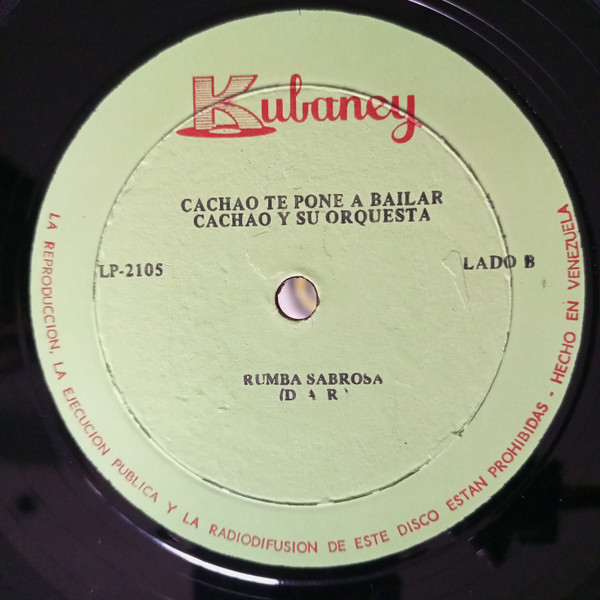 Kubaney
CACHAO TE PONE A BAILAR
CACHAO Y SU ORQUESTA
LP-2105
LADO B
RUMBA SABROSA
(D A R)
LA REPRODUCCION, LA EJECUCION PUBLICA Y LA RADIODIFUSION DE ESTE DISCO ESTAN PROHIBIDAS - HECHO EN VENEZUELA